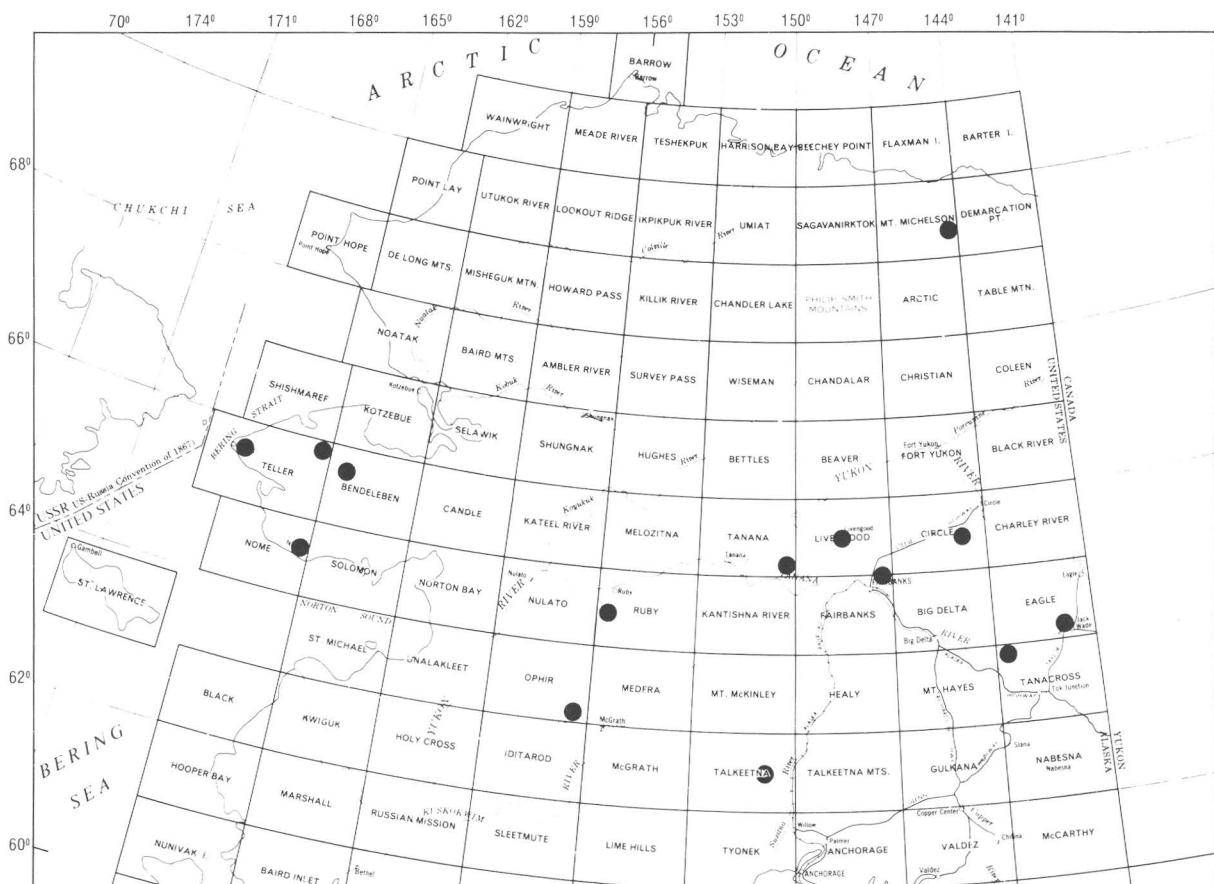 70° 174° 171° 168° 165° 162° 159° 156° 153° 150° 147° 144° 141°
ARCTIC OCEAN
BARROW
Barrow
WAINWRIGHT MEADE RIVER TESHEKPUK HARRISON BAY BEECHEY POINT FLAXMAN I. BARTER I.
68°
CHUKCHI SEA
POINT LAY UTUKOK RIVER LOOKOUT RIDGE IKPIKPUK RIVER UMIAT SAGAVANIRKTOK MT. MICHELSON DEMARCATION
PT.
Colville River
POINT HOPE DE LONG MTS. MISHEGUK MTN. HOWARD PASS KILLIK RIVER CHANDLER LAKE PHILIP SMITH
MOUNTAINS
ARCTIC TABLE MTN.
Point Hope
Noatak River
66°
NOATAK BAIRD MTS. AMBLER RIVER SURVEY PASS WISEMAN CHANDALAR CHRISTIAN COLEEN
River
CANADA
UNITED STATES
Kotzebue
Kobuk River
Shungnak
SHISHMAREF KOTZEBUE SELAWIK SHUNGNAK HUGHES BETTLES BEAVER FORT YUKON BLACK RIVER
Fort Yukon
Porcupine
River
YUKON RIVER
BERING STRAIT
USSR (US-Russia Convention of 1867)
UNITED STATES
64°
TELLER BENDELEBEN CANDLE KATEEL RIVER MELOZITNA TANANA LIVENGOOD CIRCLE CHARLEY RIVER
Koyukuk
Livengood
Circle
Tanana
TANANA
Gambell
ST. LAWRENCE
NOME SOLOMON NORTON BAY NULATO RUBY KANTISHNA RIVER FAIRBANKS BIG DELTA EAGLE
Nulato
RIVER
Ruby
Eagle
Jack
Wade
Big Delta
RIVER
NORTON SOUND
62°
ST. MICHAEL UNALAKLEET OPHIR MEDFRA MT. McKINLEY HEALY MT. HAYES TANACROSS
Tok Junction
BERING
SEA
BLACK KWIGUK HOLY CROSS IDITAROD McGRATH TALKEETNA TALKEETNA MTS. GULKANA NABESNA
Nabesna
YUKON
McGrath
RIVER
River
Slana
YUKON
ALASKA
HOOPER BAY MARSHALL RUSSIAN MISSION SLEETMUTE LIME HILLS TYONEK ANCHORAGE VALDEZ McCARTHY
KUSKOKWIM
Susitna
Willow
Palmer
Copper Center
Copper
Chitina
60°
NUNIVAK I. BAIRD INLET
Bethel
ANCHORAGE
Valdez
River